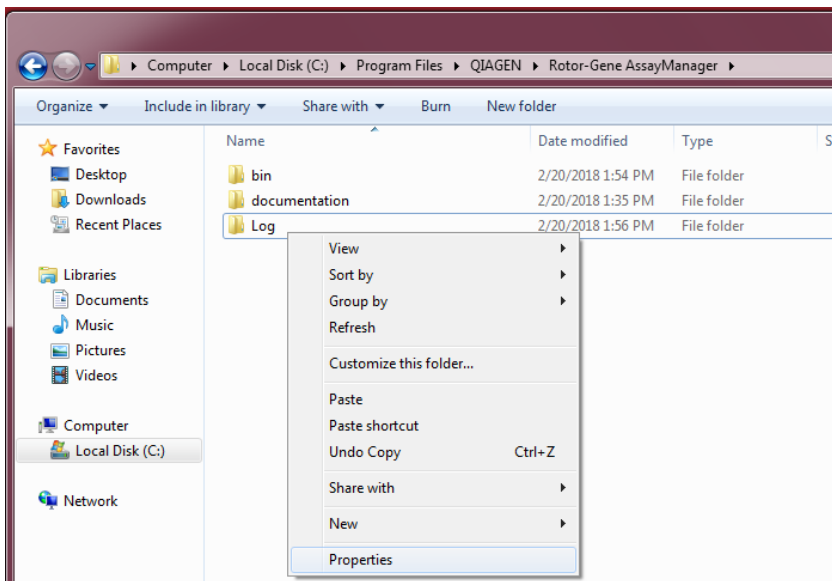 Computer Local Disk (C:) Program Files QIAGEN Rotor-Gene AssayManager
Organize Include in library Share with Burn New folder
Name Date modified Type S
Favorites
Desktop
Downloads
Recent Places
Libraries
Documents
Music
Pictures
Videos
Computer
Local Disk (C:)
Network
bin 2/20/2018 1:54 PM File folder
documentation 2/20/2018 1:35 PM File folder
Log 2/20/2018 1:56 PM File folder
View
Sort by
Group by
Refresh
Customize this folder...
Paste
Paste shortcut
Undo Copy Ctrl+Z
Share with
New
Properties